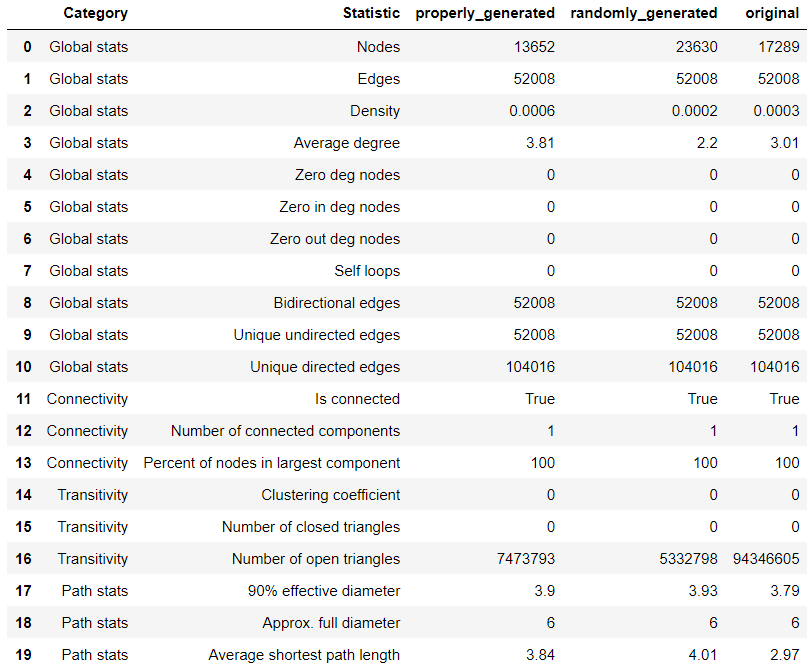 Category Statistic properly_generated randomly_generated original
0 Global stats Nodes 13652 23630 17289
1 Global stats Edges 52008 52008 52008
2 Global stats Density 0.0006 0.0002 0.0003
3 Global stats Average degree 3.81 2.2 3.01
4 Global stats Zero deg nodes 0 0 0
5 Global stats Zero in deg nodes 0 0 0
6 Global stats Zero out deg nodes 0 0 0
7 Global stats Self loops 0 0 0
8 Global stats Bidirectional edges 52008 52008 52008
9 Global stats Unique undirected edges 52008 52008 52008
10 Global stats Unique directed edges 104016 104016 104016
11 Connectivity Is connected True True True
12 Connectivity Number of connected components 1 1 1
13 Connectivity Percent of nodes in largest component 100 100 100
14 Transitivity Clustering coefficient 0 0 0
15 Transitivity Number of closed triangles 0 0 0
16 Transitivity Number of open triangles 7473793 5332798 94346605
17 Path stats 90% effective diameter 3.9 3.93 3.79
18 Path stats Approx. full diameter 6 6 6
19 Path stats Average shortest path length 3.84 4.01 2.97